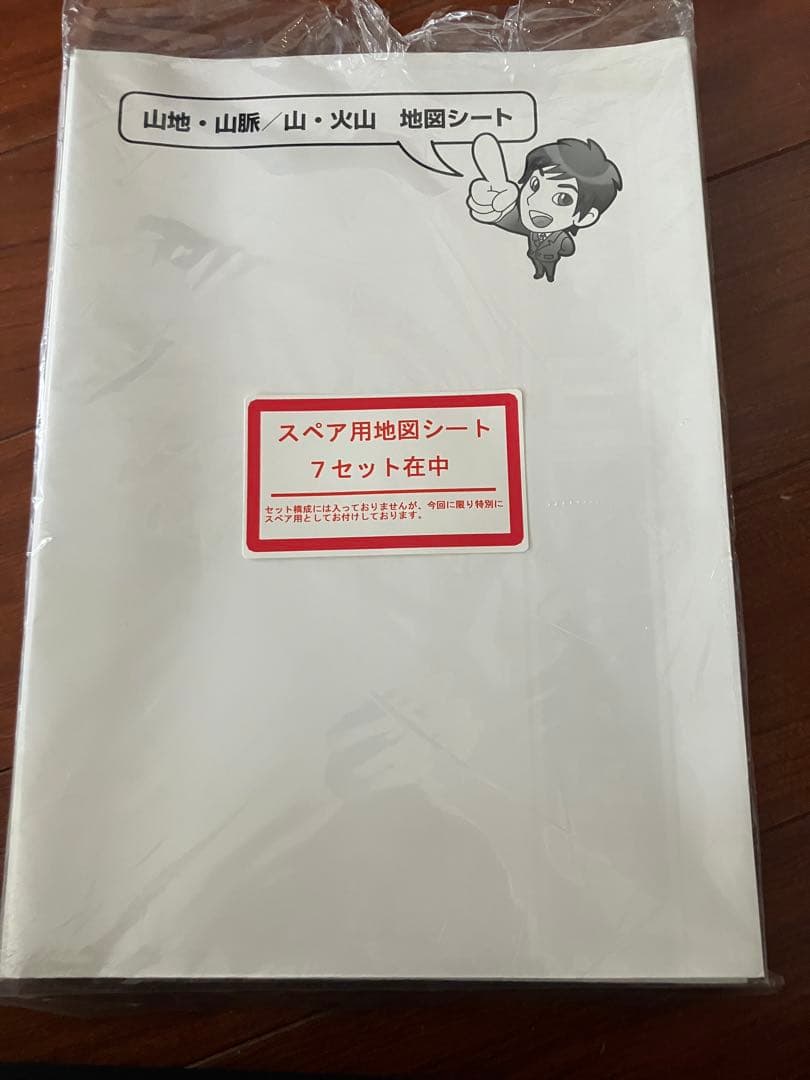 山地・山脈／山・火山　地図シート
スペア用地図シート
７セット在中
セット構成には入っておりませんが、今回に限り特別に
スペア用としてお付けしております。